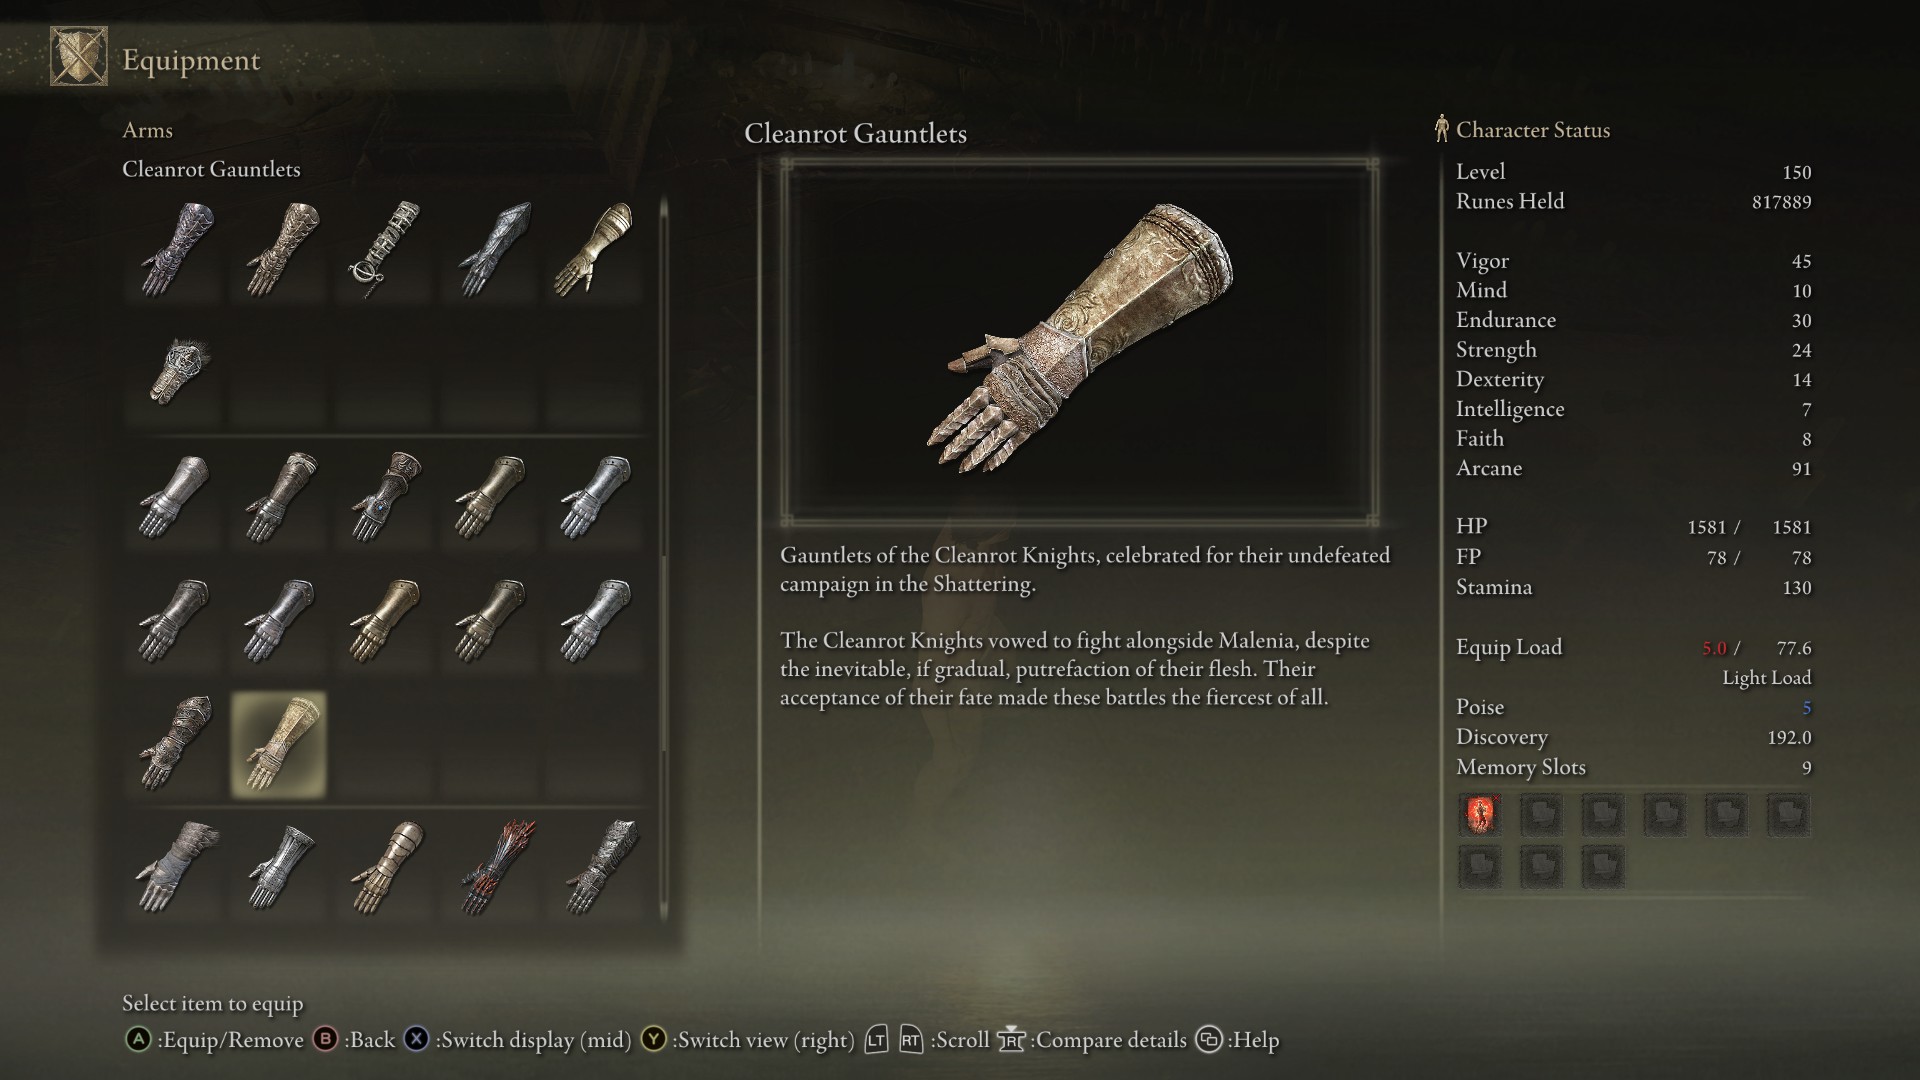 Equipment
Arms
Cleanrot Gauntlets
Cleanrot Gauntlets
Gauntlets of the Cleanrot Knights, celebrated for their undefeated
campaign in the Shattering.
The Cleanrot Knights vowed to fight alongside Malenia, despite
the inevitable, if gradual, putrefaction of their flesh. Their
acceptance of their fate made these battles the fiercest of all.
Character Status
Level 150
Runes Held 817889
Vigor 45
Mind 10
Endurance 30
Strength 24
Dexterity 14
Intelligence 7
Faith 8
Arcane 91
HP 1581 / 1581
FP 78 / 78
Stamina 130
Equip Load 5.0 / 77.6
Light Load
Poise 5
Discovery 192.0
Memory Slots 9
Select item to equip
A :Equip/Remove B :Back X :Switch display (mid) Y :Switch view (right) LT RT :Scroll R :Compare details :Help